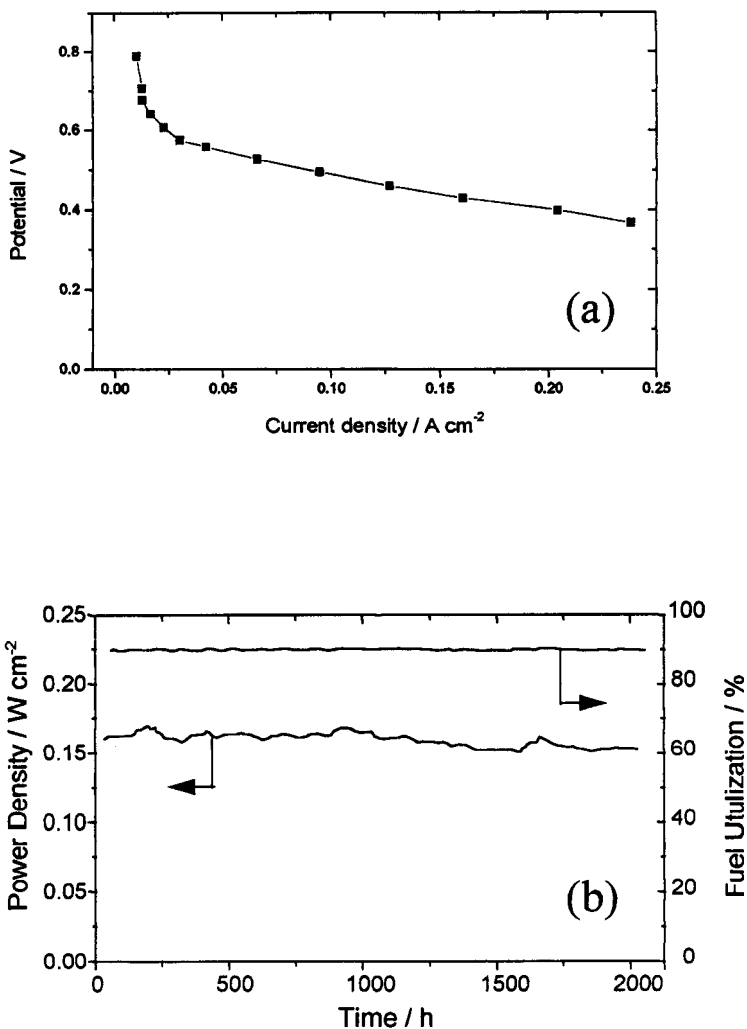 0.8
0.6
0.4
0.2
0.0
Potential / V
0.00 0.05 0.10 0.15 0.20 0.25
Current density / A cm-2
(a)
0.25
0.20
0.15
0.10
0.05
0.00
Power Density / W cm-2
100
80
60
40
20
0
Fuel Utulization / %
0 500 1000 1500 2000
Time / h
(b)